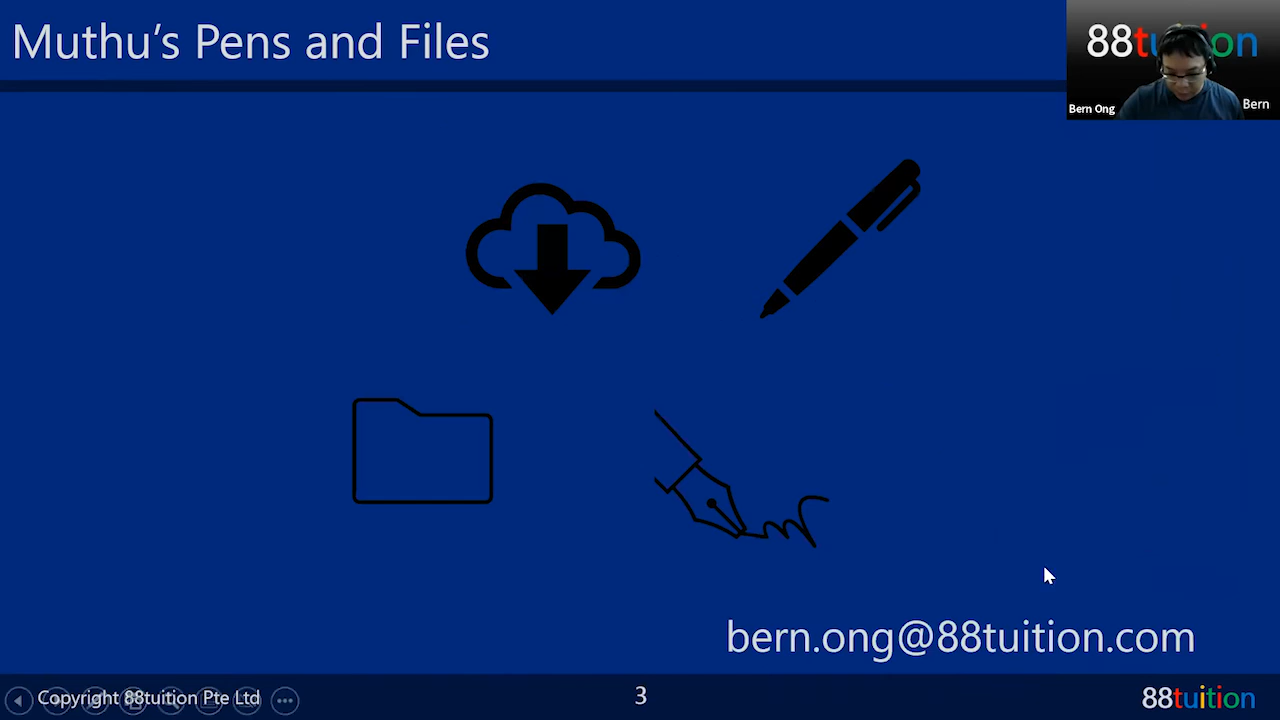 Muthu's Pens and Files
88tuition
Bern Ong
Bern
bern.ong@88tuition.com
Copyright 88tuition Pte Ltd
3
88tuition